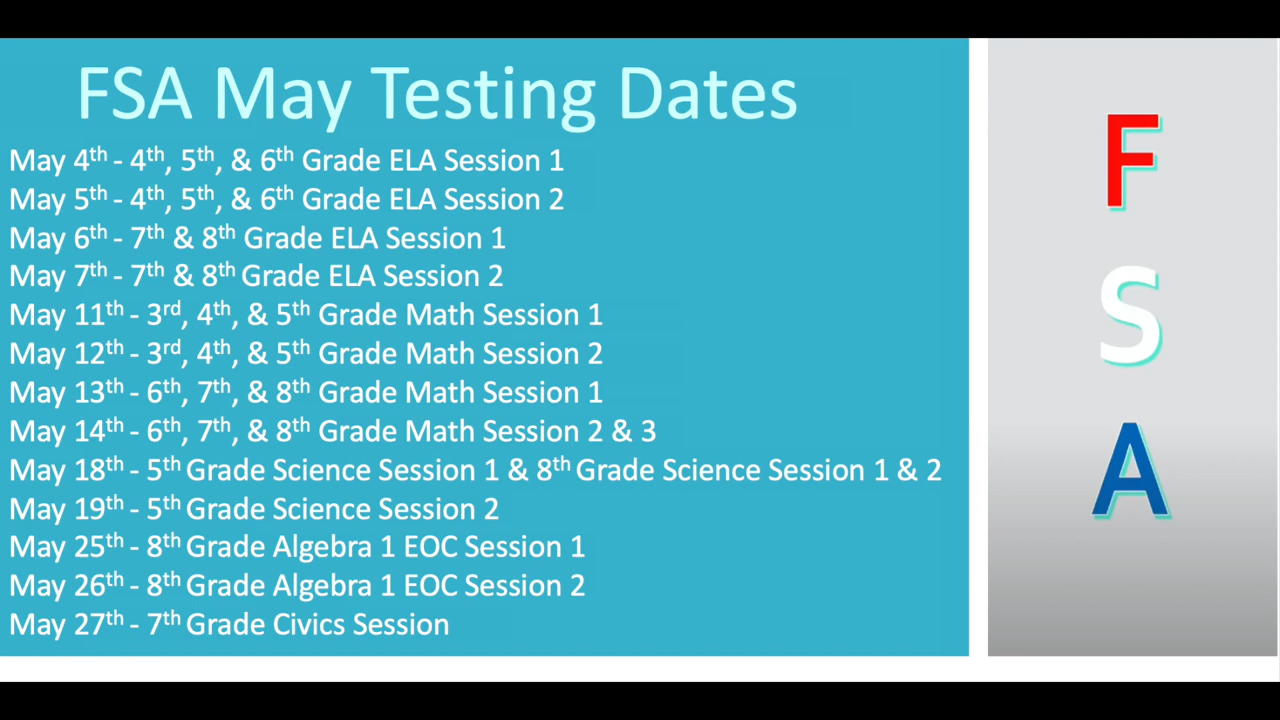 FSA May Testing Dates
May 4th - 4th, 5th, & 6th Grade ELA Session 1
May 5th - 4th, 5th, & 6th Grade ELA Session 2
May 6th - 7th & 8th Grade ELA Session 1
May 7th - 7th & 8th Grade ELA Session 2
May 11th - 3rd, 4th, & 5th Grade Math Session 1
May 12th - 3rd, 4th, & 5th Grade Math Session 2
May 13th - 6th, 7th, & 8th Grade Math Session 1
May 14th - 6th, 7th, & 8th Grade Math Session 2 & 3
May 18th - 5th Grade Science Session 1 & 8th Grade Science Session 1 & 2
May 19th - 5th Grade Science Session 2
May 25th - 8th Grade Algebra 1 EOC Session 1
May 26th - 8th Grade Algebra 1 EOC Session 2
May 27th - 7th Grade Civics Session
F
S
A